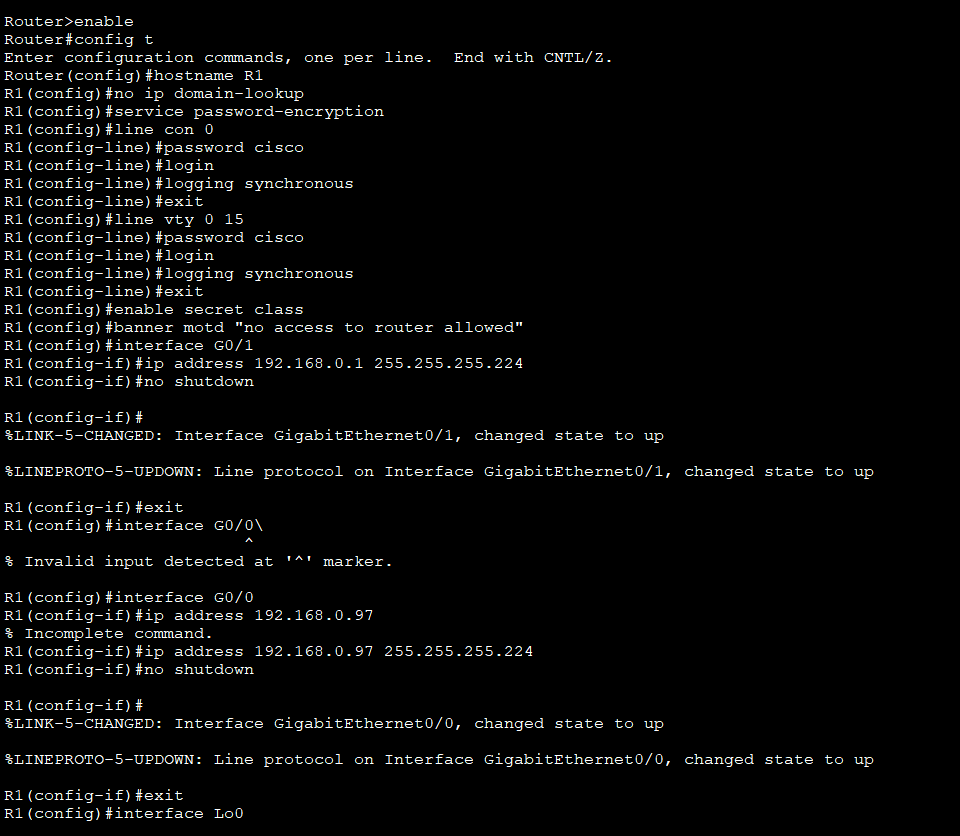 Router>enable
Router#config t
Enter configuration commands, one per line.  End with CNTL/Z.
Router(config)#hostname R1
R1(config)#no ip domain-lookup
R1(config)#service password-encryption
R1(config)#line con 0
R1(config-line)#password cisco
R1(config-line)#login
R1(config-line)#logging synchronous
R1(config-line)#exit
R1(config)#line vty 0 15
R1(config-line)#password cisco
R1(config-line)#login
R1(config-line)#logging synchronous
R1(config-line)#exit
R1(config)#enable secret class
R1(config)#banner motd "no access to router allowed"
R1(config)#interface G0/1
R1(config-if)#ip address 192.168.0.1 255.255.255.224
R1(config-if)#no shutdown
R1(config-if)#
%LINK-5-CHANGED: Interface GigabitEthernet0/1, changed state to up
%LINEPROTO-5-UPDOWN: Line protocol on Interface GigabitEthernet0/1, changed state to up
R1(config-if)#exit
R1(config)#interface G0/0\
^
% Invalid input detected at '^' marker.
R1(config)#interface G0/0
R1(config-if)#ip address 192.168.0.97
% Incomplete command.
R1(config-if)#ip address 192.168.0.97 255.255.255.224
R1(config-if)#no shutdown
R1(config-if)#
%LINK-5-CHANGED: Interface GigabitEthernet0/0, changed state to up
%LINEPROTO-5-UPDOWN: Line protocol on Interface GigabitEthernet0/0, changed state to up
R1(config-if)#exit
R1(config)#interface Lo0